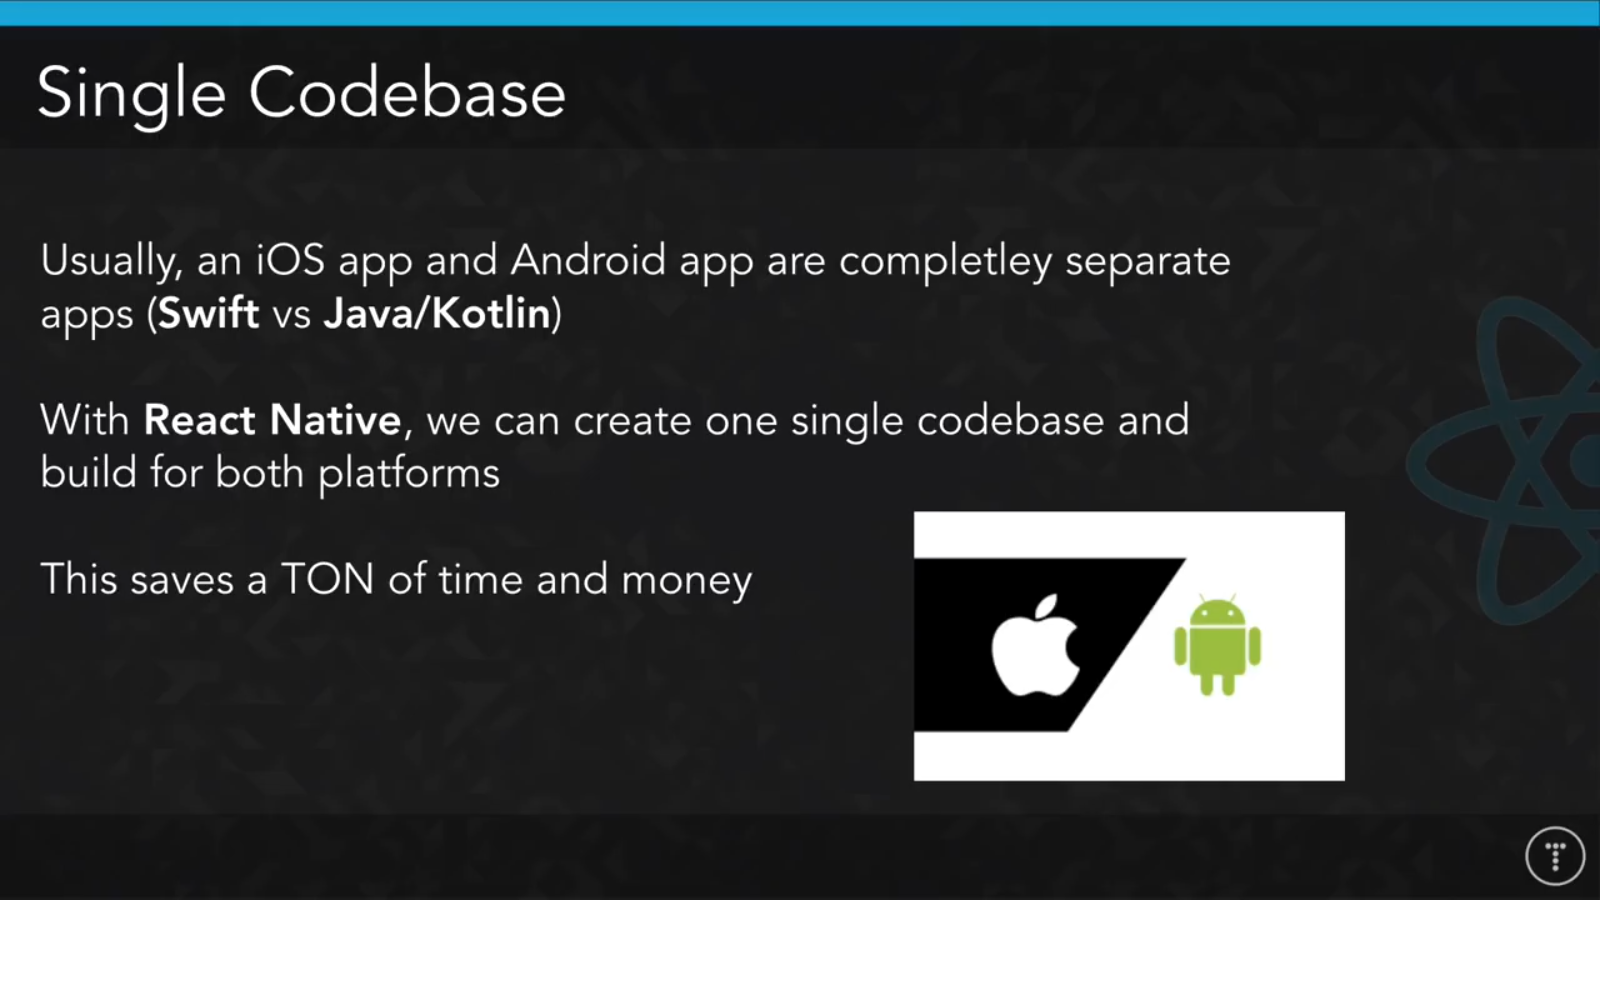 Single Codebase
Usually, an iOS app and Android app are completley separate
apps (Swift vs Java/Kotlin)
With React Native, we can create one single codebase and
build for both platforms
This saves a TON of time and money